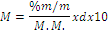 M = %m/m / M.M. xdx10